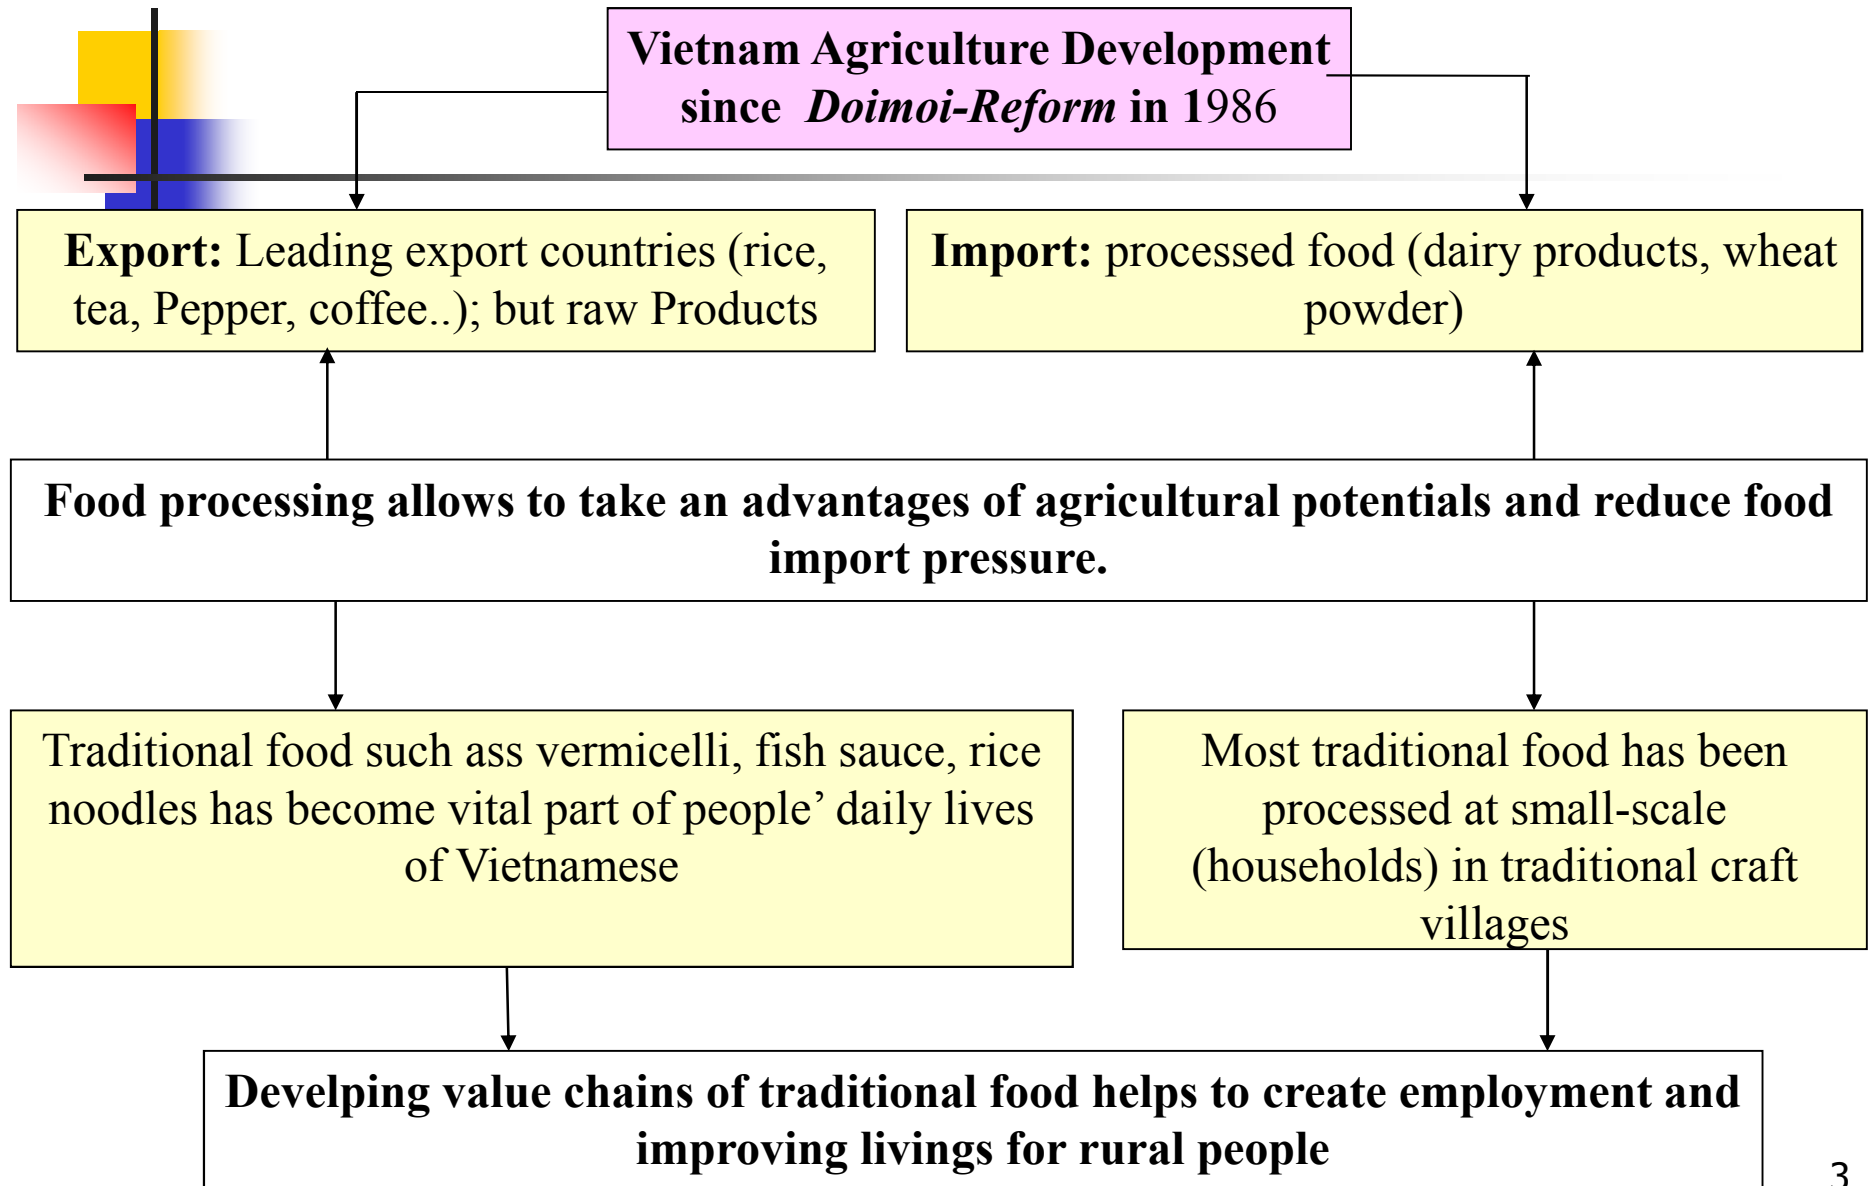 Vietnam Agriculture Development
since Doimoi-Reform in 1986
Export: Leading export countries (rice,
tea, Pepper, coffee..); but raw Products
Import: processed food (dairy products, wheat
powder)
Food processing allows to take an advantages of agricultural potentials and reduce food
import pressure.
Traditional food such ass vermicelli, fish sauce, rice
noodles has become vital part of people’ daily lives
of Vietnamese
Most traditional food has been
processed at small-scale
(households) in traditional craft
villages
Develping value chains of traditional food helps to create employment and
improving livings for rural people
3